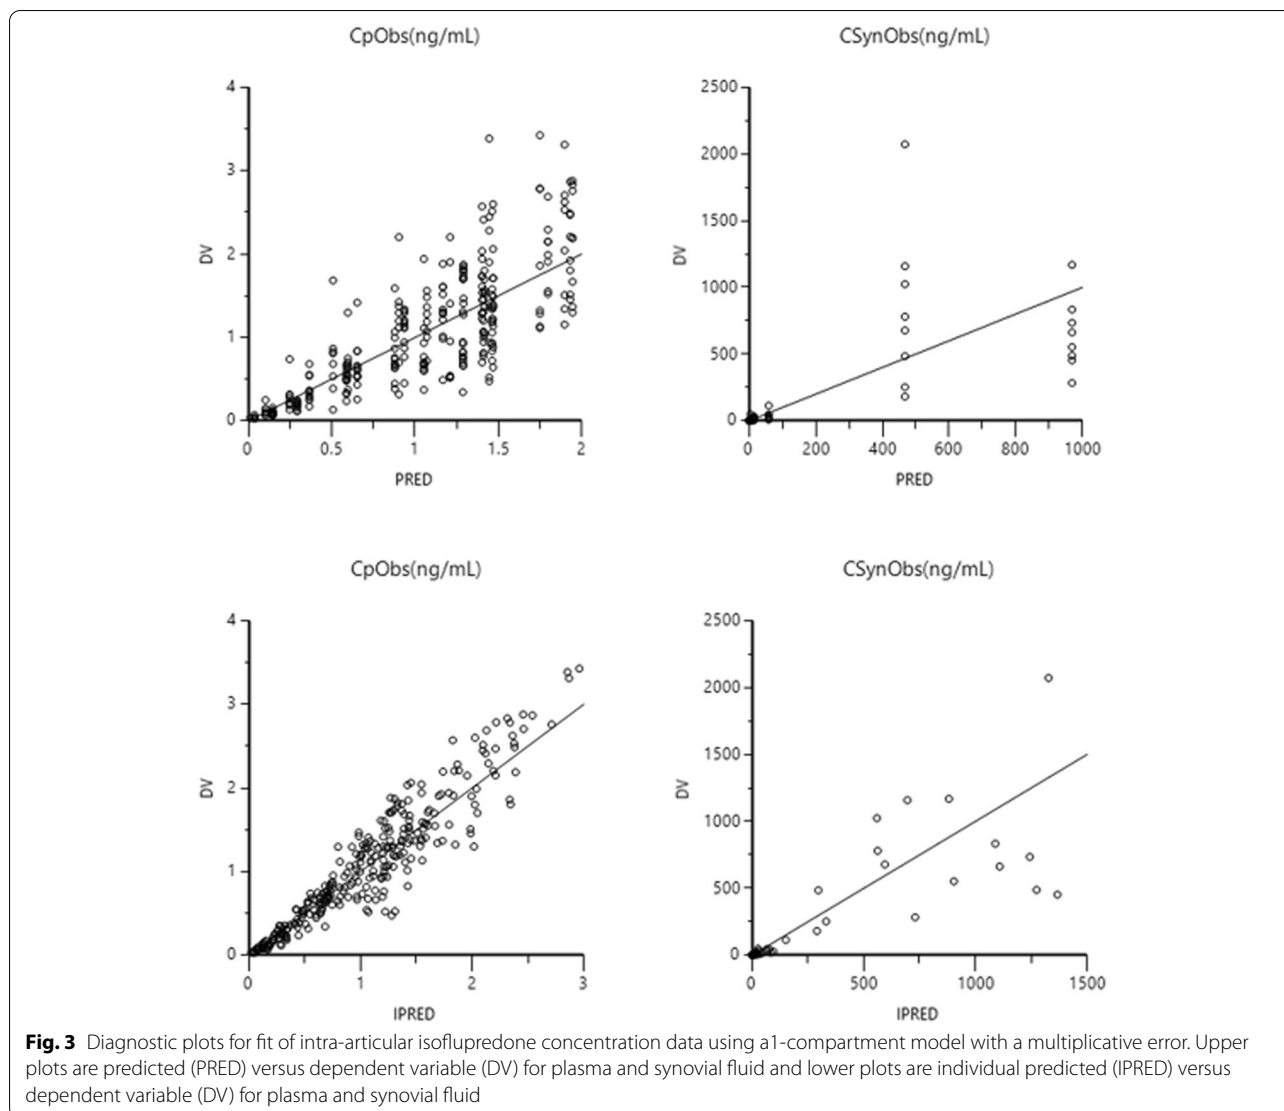 CpObs(ng/mL)
4
3
2
1
0
DV
0
0.5
1
1.5
2
PRED
CSynObs(ng/mL)
2500
2000
1500
1000
500
0
DV
0
200
400
600
800
1000
PRED
CpObs(ng/mL)
4
3
2
1
0
DV
0
1
2
3
IPRED
CSynObs(ng/mL)
2500
2000
1500
1000
500
0
DV
0
500
1000
1500
IPRED
Fig. 3 Diagnostic plots for fit of intra-articular isoflupredone concentration data using a1-compartment model with a multiplicative error. Upper
plots are predicted (PRED) versus dependent variable (DV) for plasma and synovial fluid and lower plots are individual predicted (IPRED) versus
dependent variable (DV) for plasma and synovial fluid